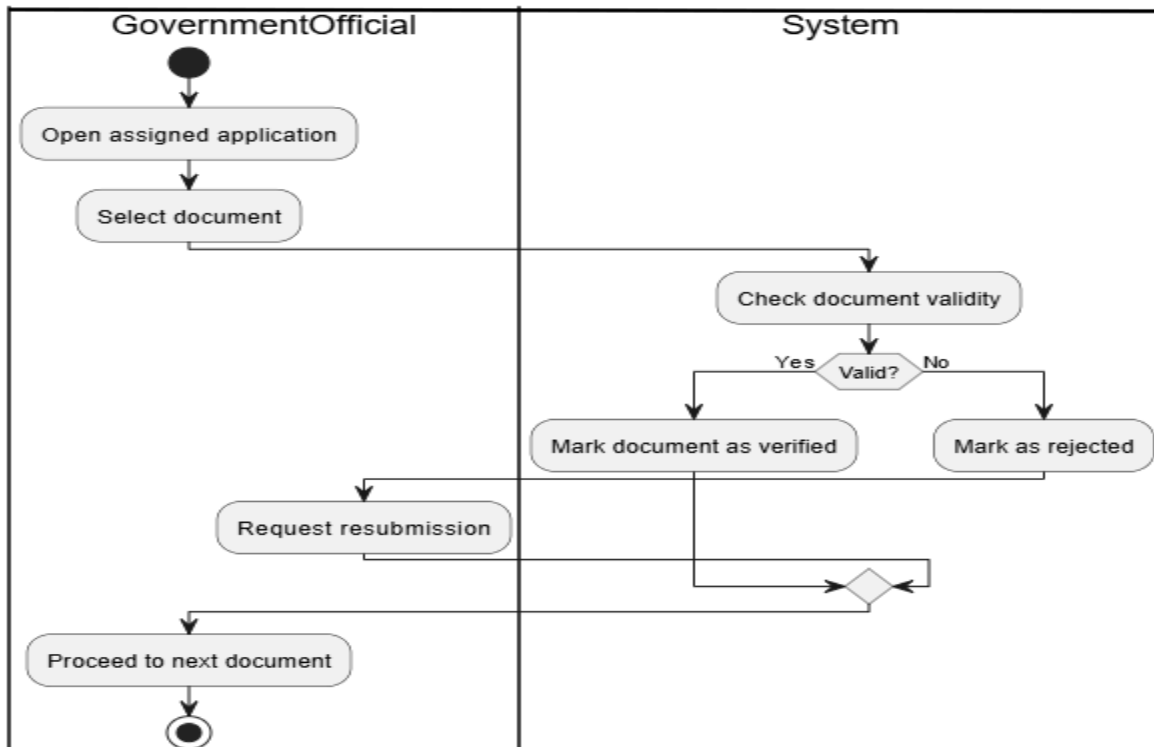 GovernmentOfficial
System
Open assigned application
Select document
Check document validity
Yes
Valid?
No
Mark document as verified
Mark as rejected
Request resubmission
Proceed to next document